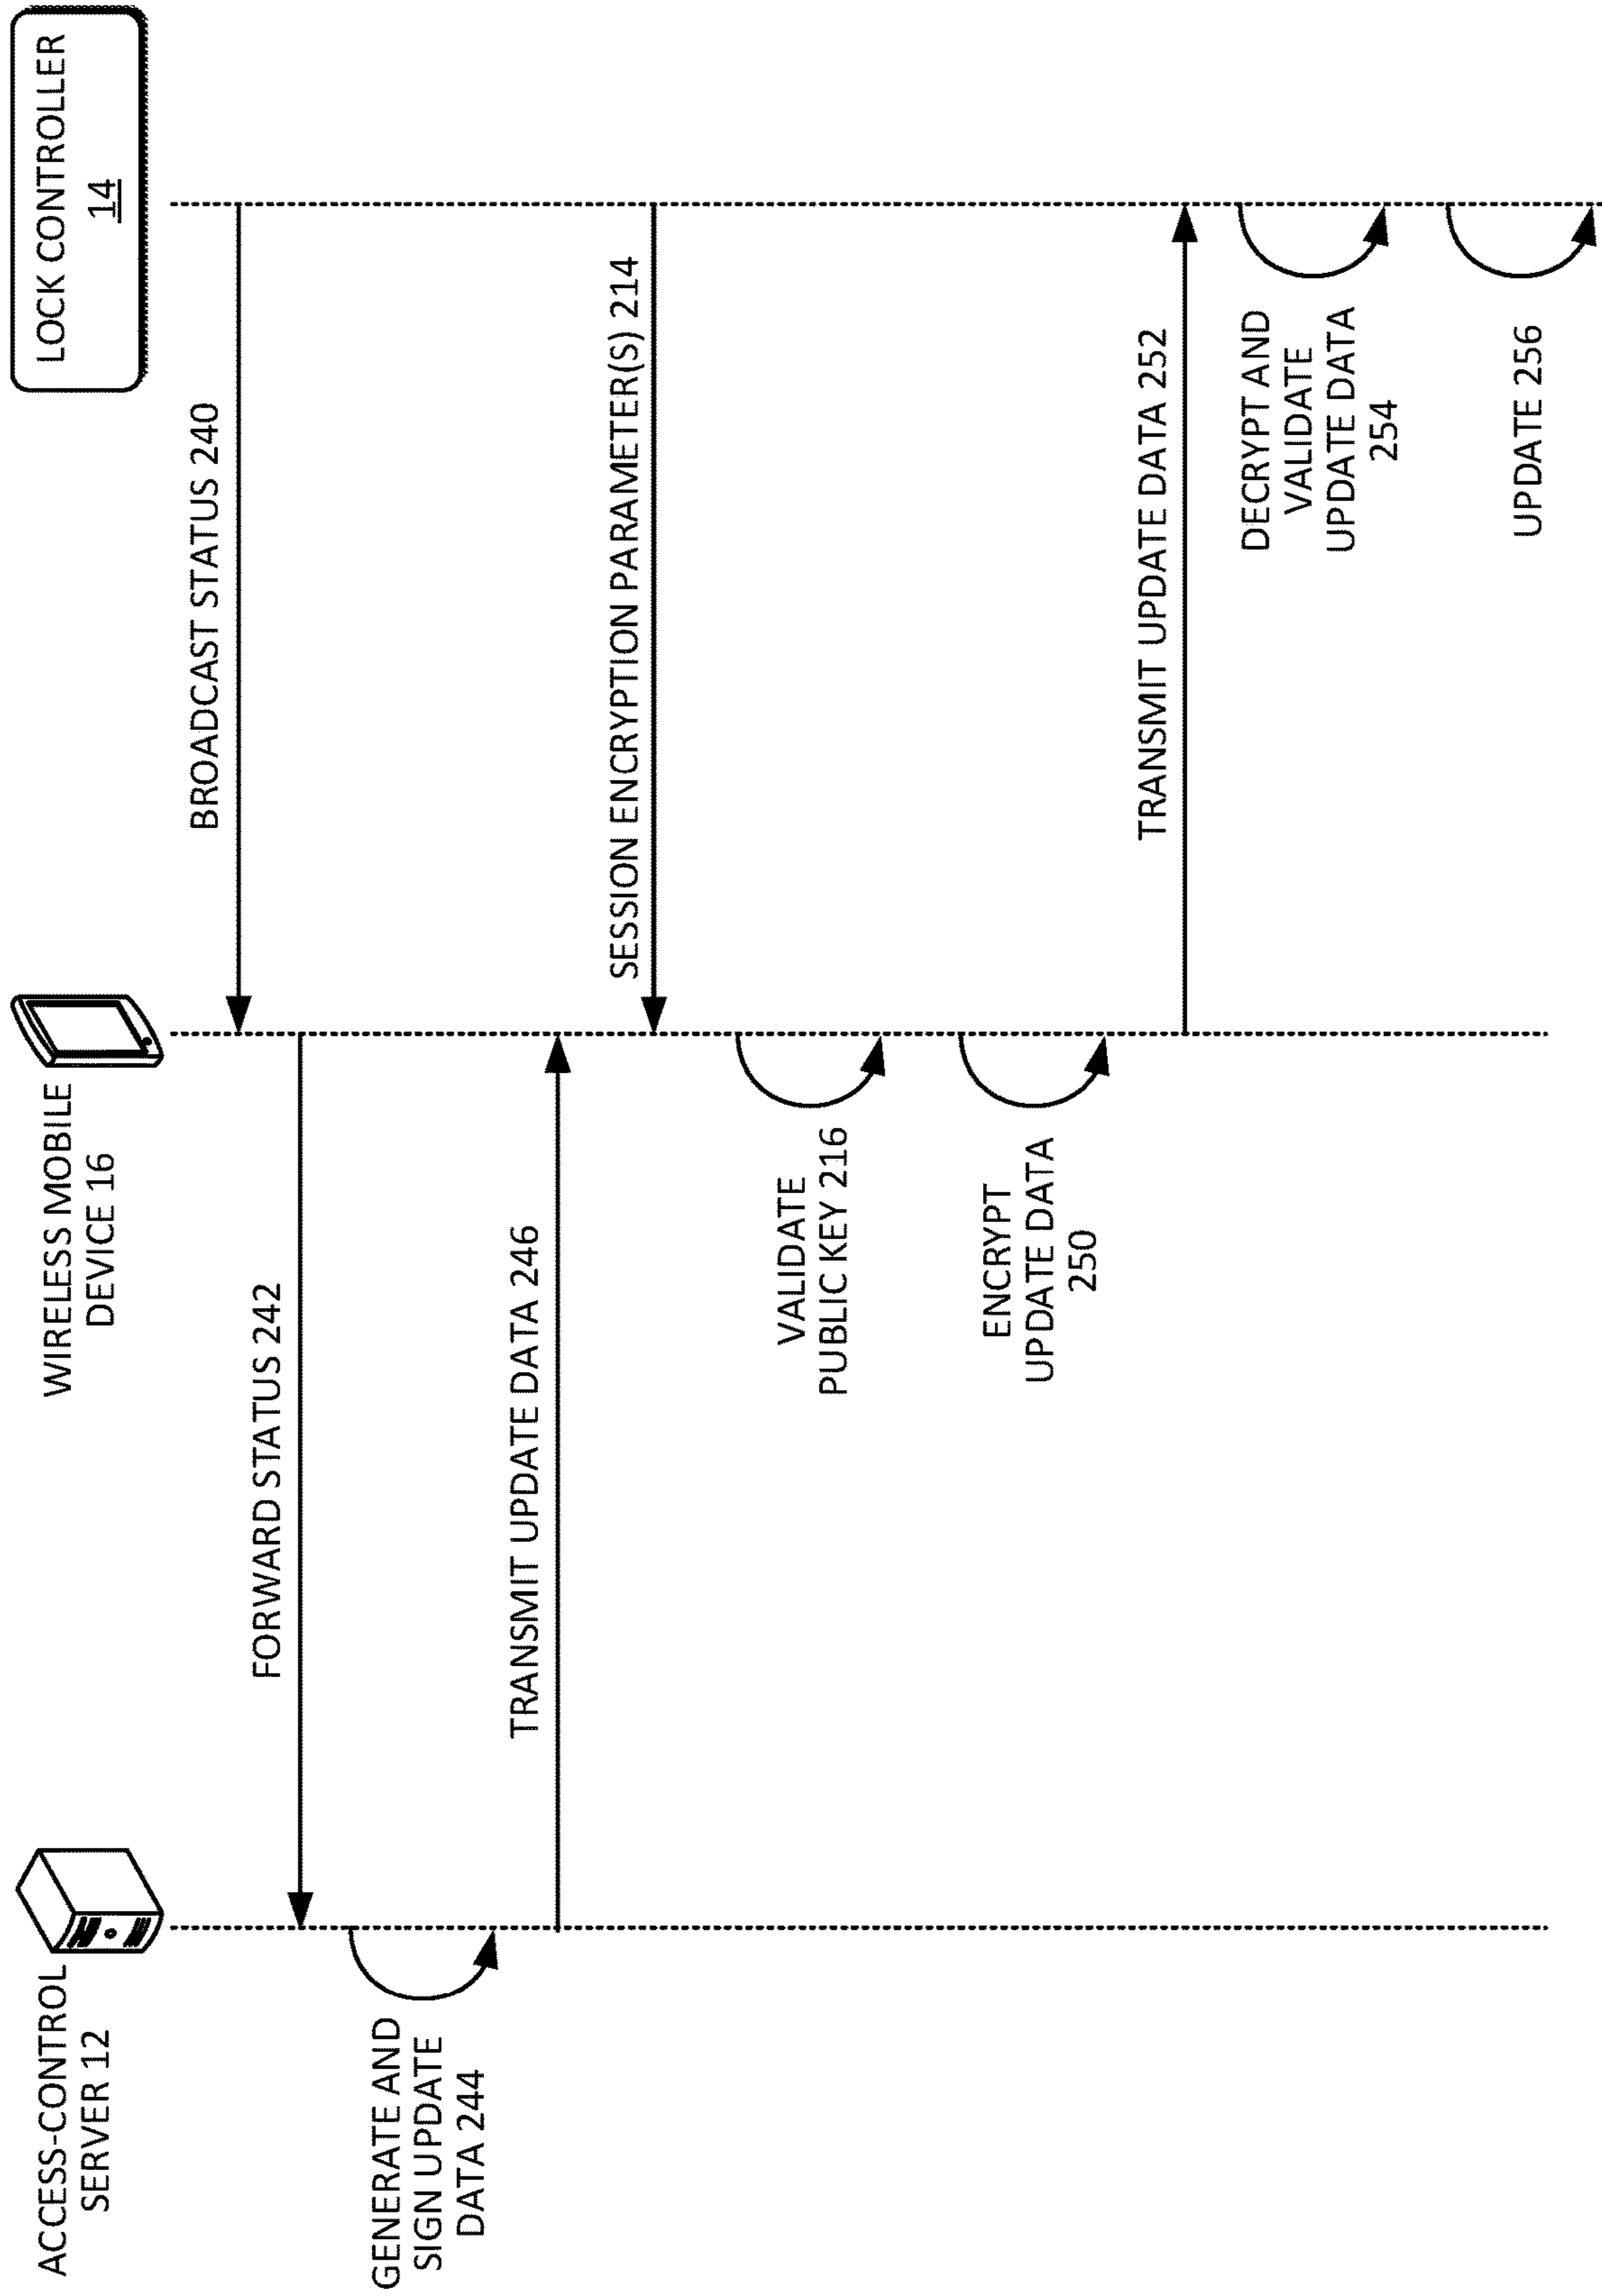 ACCESS-CONTROL
SERVER 12
WIRELESS MOBILE
DEVICE 16
LOCK CONTROLLER
14
BROADCAST STATUS 240
FORWARD STATUS 242
GENERATE AND
SIGN UPDATE
DATA 244
TRANSMIT UPDATE DATA 246
SESSION ENCRYPTION PARAMETER(S) 214
VALIDATE
PUBLIC KEY 216
ENCRYPT
UPDATE DATA
250
TRANSMIT UPDATE DATA 252
DECRYPT AND
VALIDATE
UPDATE DATA
254
UPDATE 256